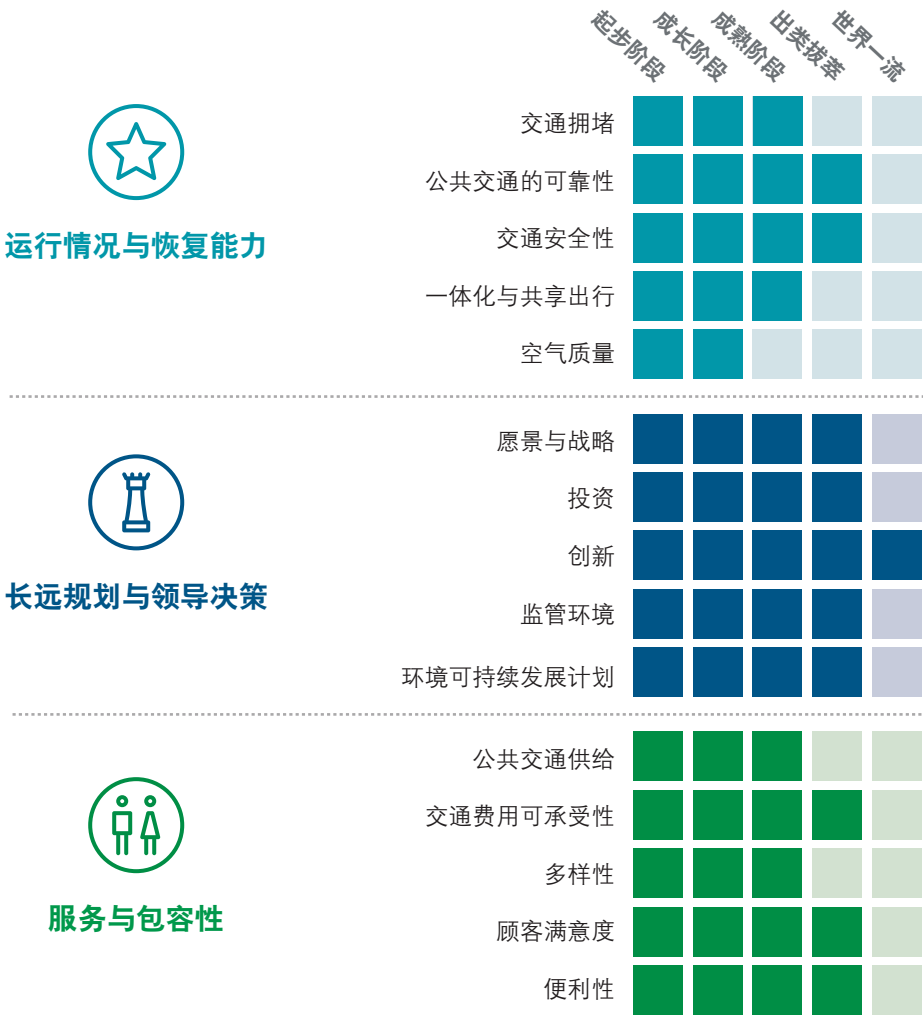 起步阶段
成长阶段
成熟阶段
出类拔萃
世界一流
运行情况与恢复能力
交通拥堵
公共交通的可靠性
交通安全性
一体化与共享出行
空气质量
长远规划与领导决策
愿景与战略
投资
创新
监管环境
环境可持续发展计划
服务与包容性
公共交通供给
交通费用可承受性
多样性
顾客满意度
便利性